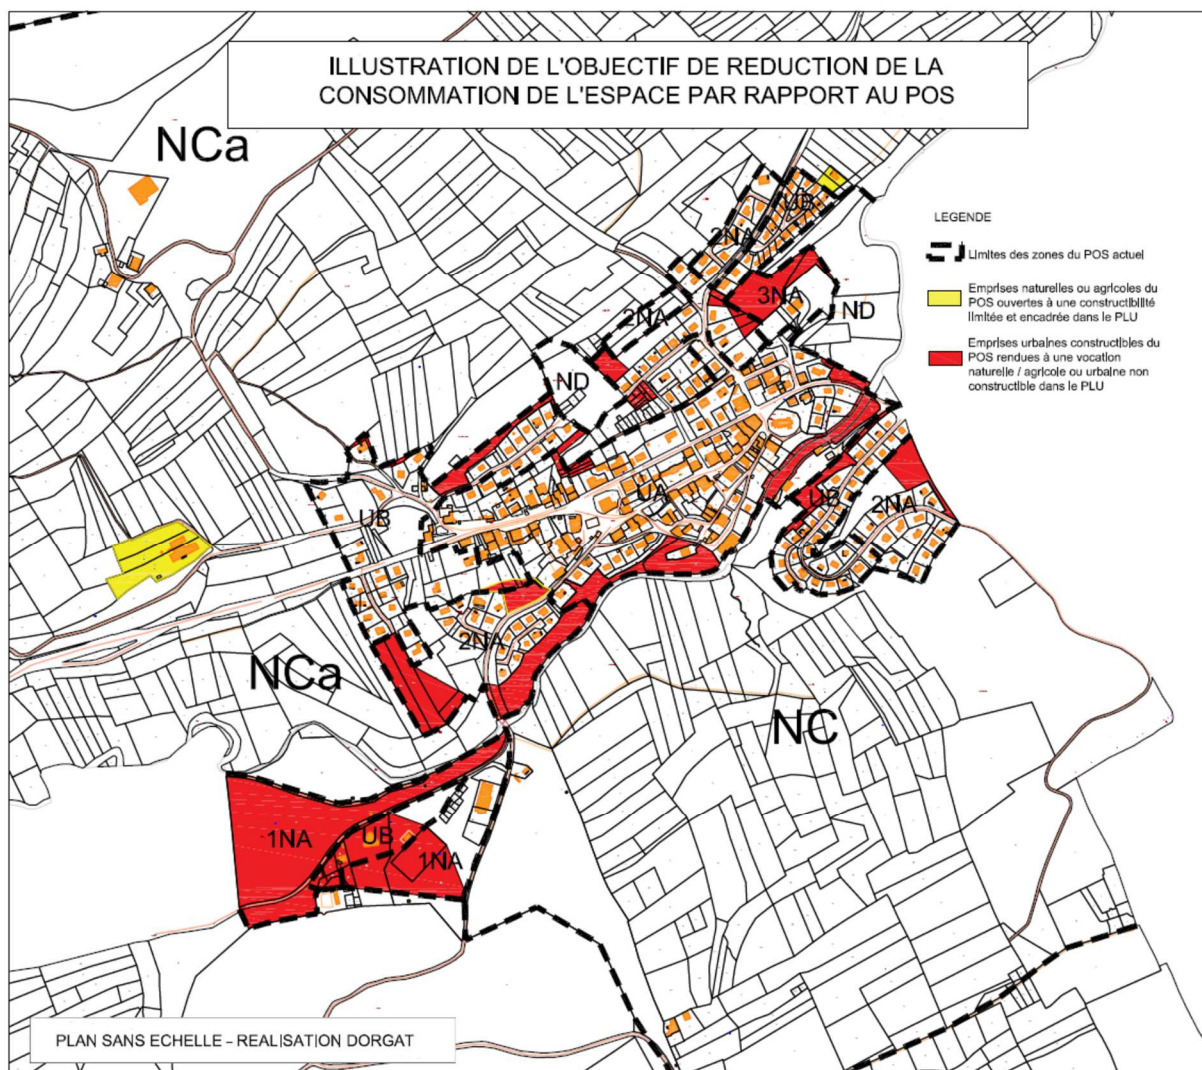 ILLUSTRATION DE L'OBJECTIF DE REDUCTION DE LA
CONSOMMATION DE L'ESPACE PAR RAPPORT AU POS
NCa
UB
2NA
LEGENDE
Limites des zones du POS actuel
Emprises naturelles ou agricoles du
POS ouvertes à une constructibilité
limitée et encadrée dans le PLU
Emprises urbaines constructibles du
POS rendues à une vocation
naturelle / agricole ou urbaine non
constructible dans le PLU
3NA
ND
2NA
ND
UA
UB
2NA
UB
2NA
NCa
NC
1NA
UB
1NA
PLAN SANS ECHELLE - REALISATION DORGAT